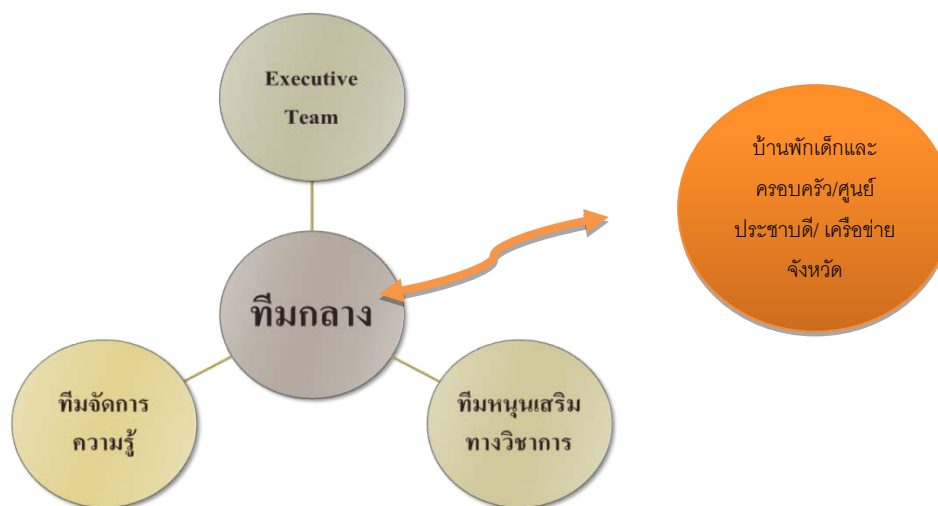 Executive
Team
บ้านพักเด็กและ
ครอบครัว/ศูนย์
ประชาบดี/ เครือข่าย
จังหวัด
ทีมกลาง
ทีมจัดการ
ความรู้
ทีมหนุนเสริม
ทางวิชาการ